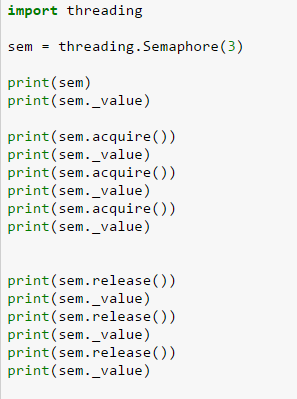 import threading
sem = threading.Semaphore(3)
print(sem)
print(sem._value)
print(sem.acquire())
print(sem._value)
print(sem.acquire())
print(sem._value)
print(sem.acquire())
print(sem._value)
print(sem.release())
print(sem._value)
print(sem.release())
print(sem._value)
print(sem.release())
print(sem._value)